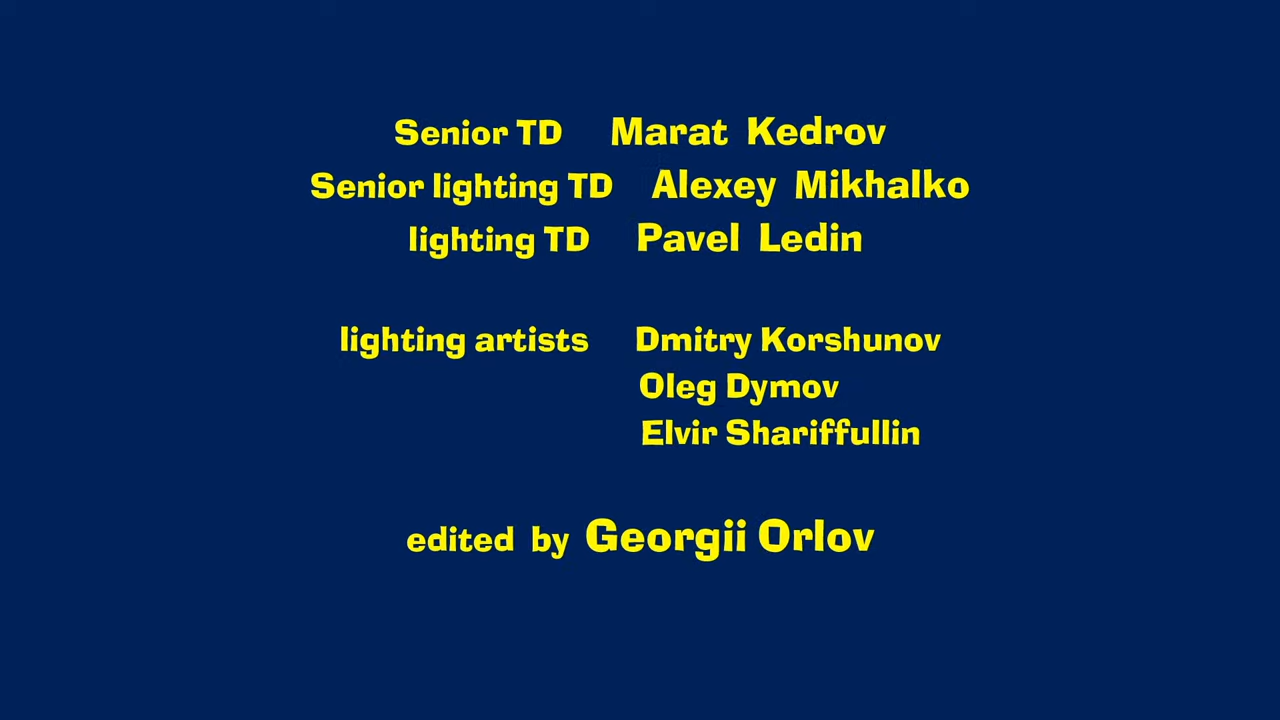 Senior TD Marat Kedrov
Senior lighting TD Alexey Mikhalko
lighting TD Pavel Ledin
lighting artists Dmitry Korshunov
Oleg Dymov
Elvir Shariffullin
edited by Georgii Orlov